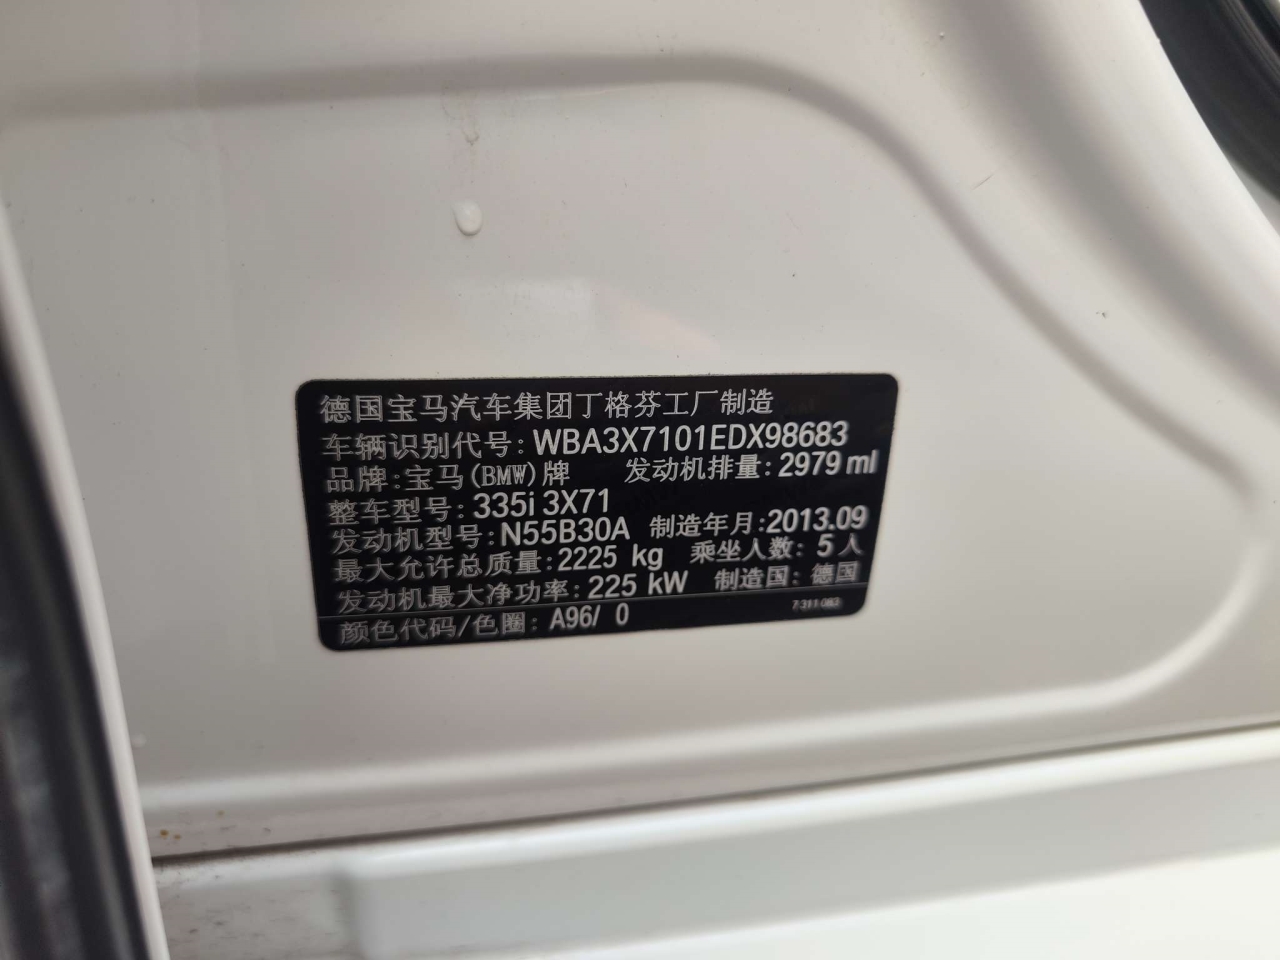 德国宝马汽车集团丁格芬工厂制造
车辆识别代号: WBA3X7101EDX98683
品牌: 宝马(BMW)牌 发动机排量: 2979 ml
整车型号: 335i 3X71
发动机型号: N55B30A 制造年月: 2013.09
最大允许总质量: 2225 kg 乘坐人数: 5 人
发动机最大净功率: 225 kW 制造国: 德国
颜色代码/色圈: A96/ 0